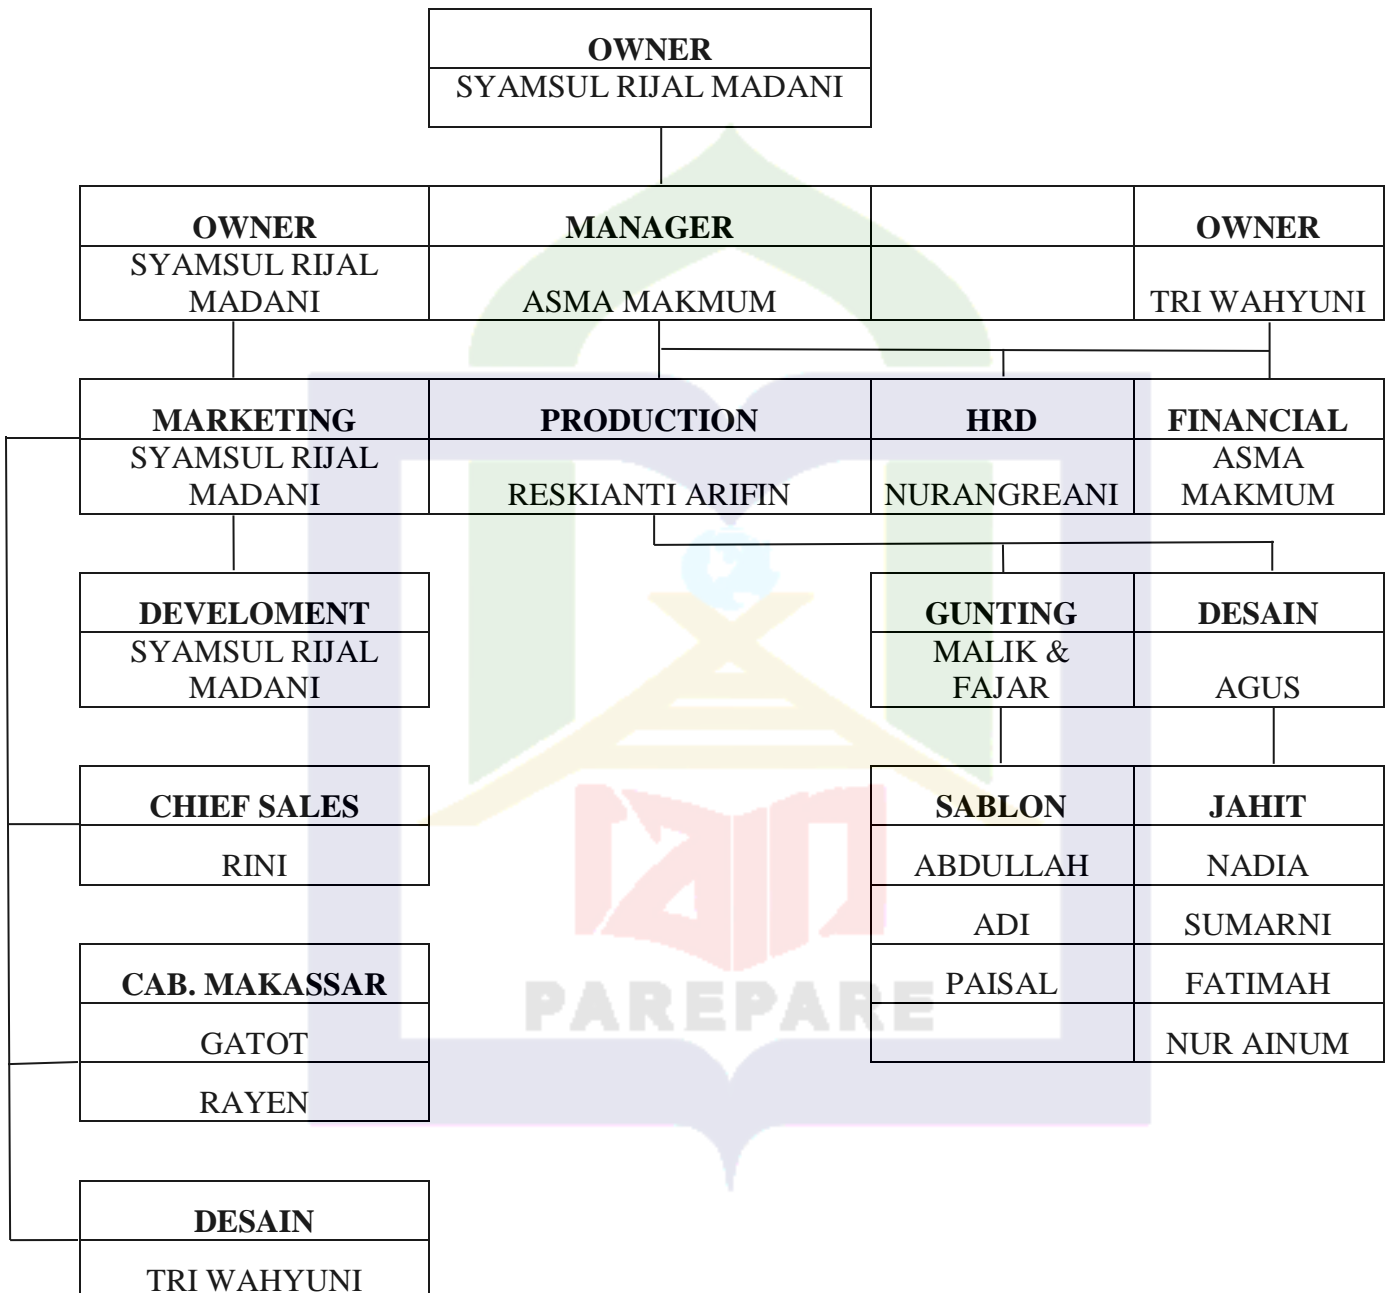 OWNER
SYAMSUL RIJAL MADANI
OWNER
MANAGER
OWNER
SYAMSUL RIJAL
MADANI
ASMA MAKMUM
TRI WAHYUNI
MARKETING
PRODUCTION
HRD
FINANCIAL
SYAMSUL RIJAL
MADANI
RESKIANTI ARIFIN
NURANGREANI
ASMA
MAKMUM
DEVELOMENT
SYAMSUL RIJAL
MADANI
GUNTING
DESAIN
MALIK &
FAJAR
AGUS
CHIEF SALES
RINI
SABLON
JAHIT
ABDULLAH
NADIA
ADI
SUMARNI
PAISAL
FATIMAH
NUR AINUM
CAB. MAKASSAR
GATOT
RAYEN
DESAIN
TRI WAHYUNI
iain
PAREPARE